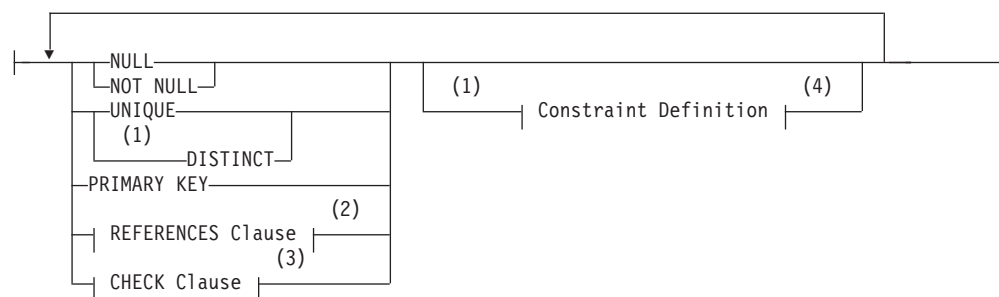 NULL
NOT NULL
(1) (4)
UNIQUE
Constraint Definition
(1)
DISTINCT
PRIMARY KEY
(2)
REFERENCES Clause
(3)
CHECK Clause